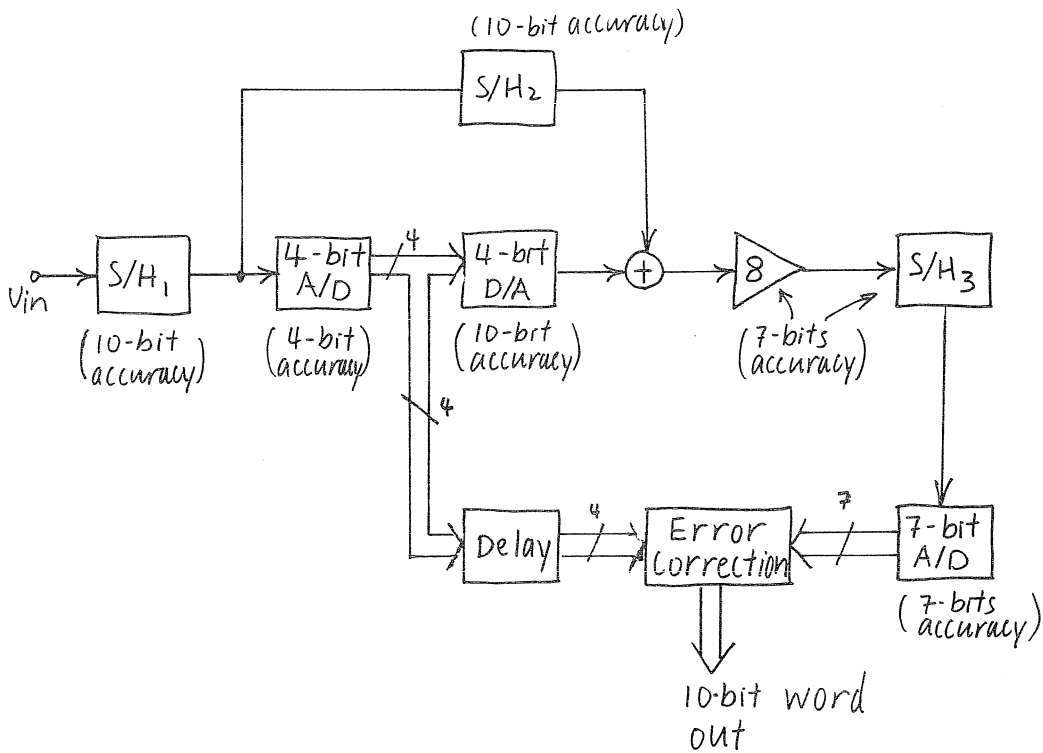 (10-bit accuracy)
S/H2
Vin
S/H1
(10-bit
accuracy)
4-bit
A/D
(4-bit
accuracy)
4
4-bit
D/A
(10-bit
accuracy)
+
8
(7-bits
accuracy)
S/H3
4
Delay
4
Error
Correction
7
7-bit
A/D
(7-bits
accuracy)
10-bit word
out